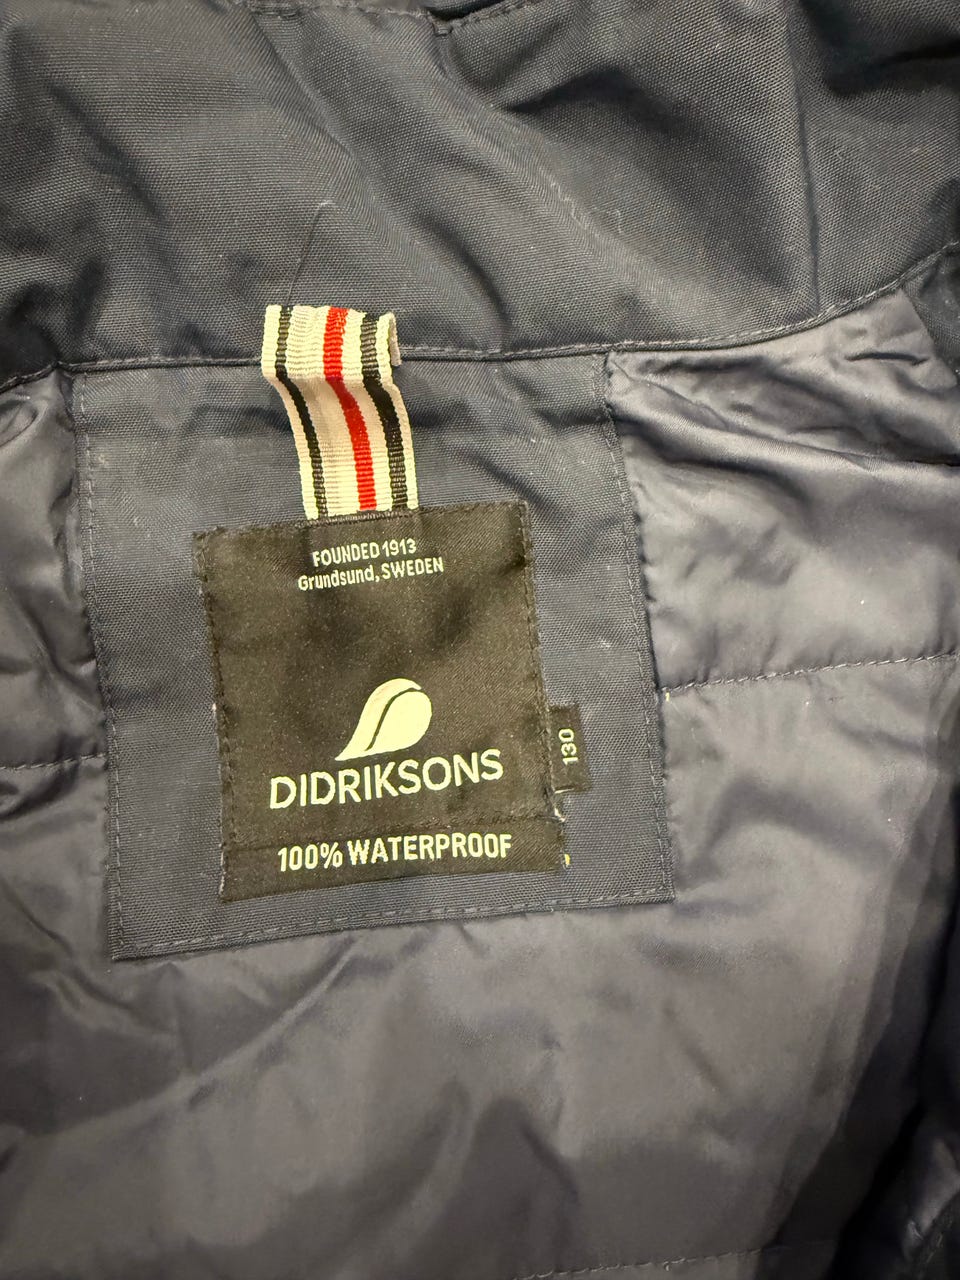 FOUNDED 1913
Grundsund, SWEDEN
DIDRIKSONS
130
100% WATERPROOF